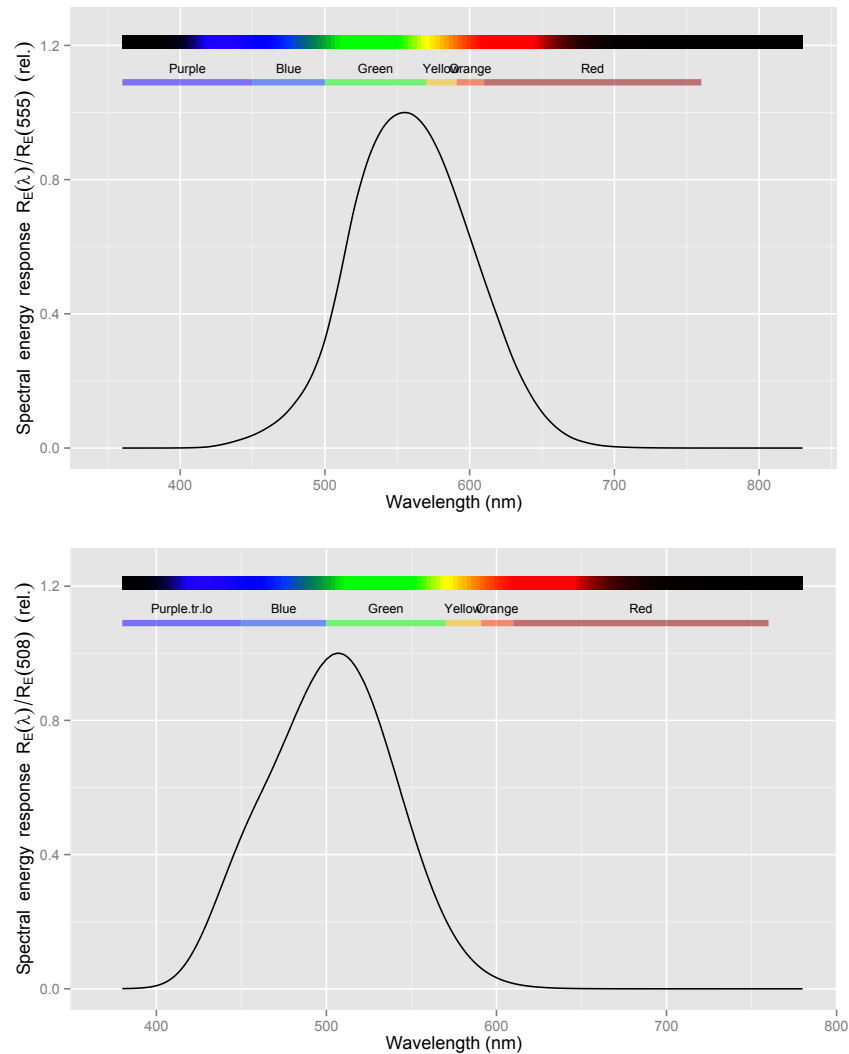 Spectral energy response R_E(λ)/R_E(555) (rel.)
1.2
0.8
0.4
0.0
Purple Blue Green Yellow Orange Red
400 500 600 700 800
Wavelength (nm)
Spectral energy response R_E(λ)/R_E(508) (rel.)
1.2
0.8
0.4
0.0
Purple.tr.lo Blue Green Yellow Orange Red
400 500 600 700 800
Wavelength (nm)